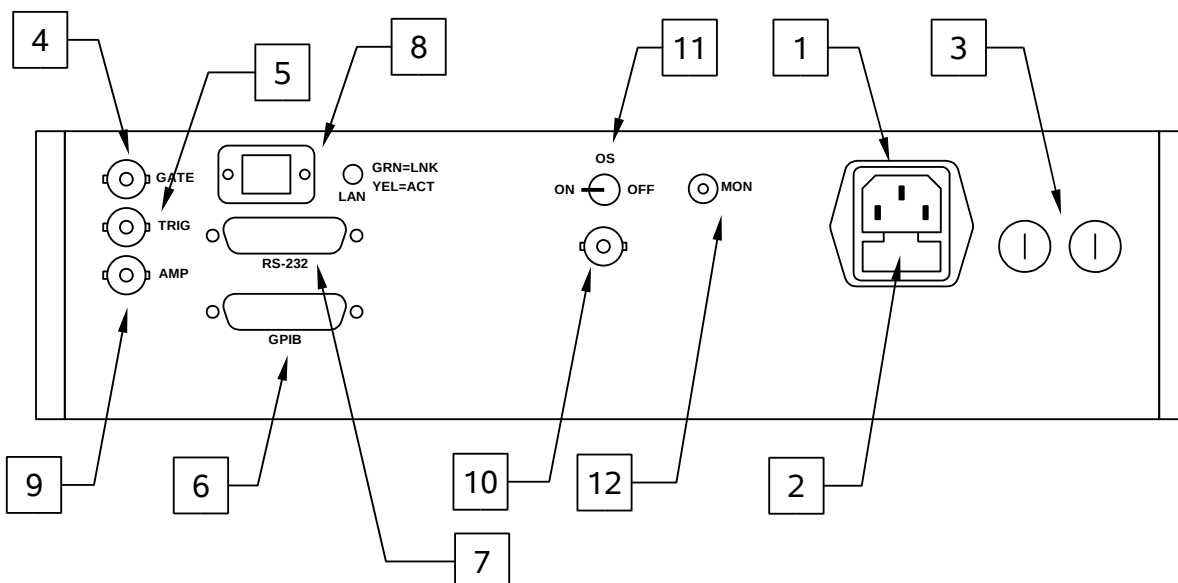 4
5
8
11
1
3
GATE
GRN=LNK
YEL=ACT
LAN
OS
ON
OFF
MON
TRIG
RS-232
AMP
GPIB
9
6
10
12
2
7